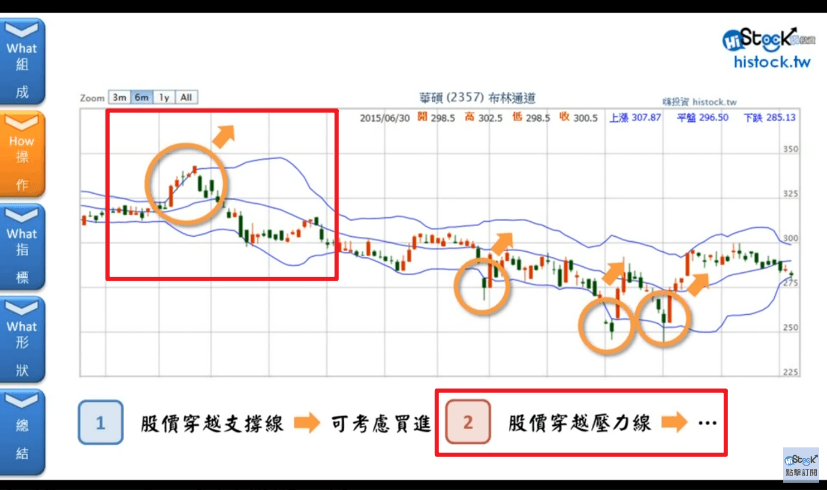 What
組
成
How
操
作
What
指
標
What
形
狀
總
結
HiStock
histock.tw
Zoom 3m 6m 1y All
華碩 (2357) 布林通道
嗨投資 histock.tw
2015/06/30 開 298.5 高 302.5 低 298.5 收 300.5 上漲 307.87 平盤 296.50 下跌 285.13
350
325
300
275
250
225
1 股價穿越支撐線 可考慮買進
2 股價穿越壓力線 ...
HiStock
點擊訂閱